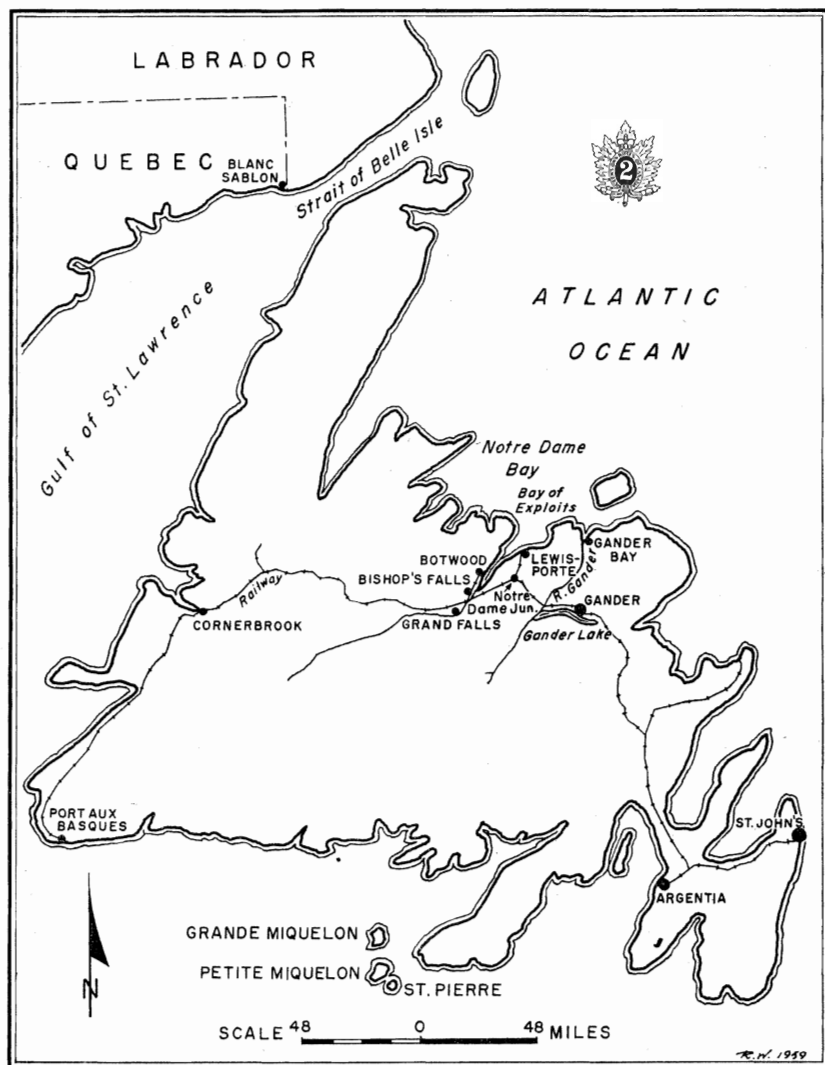 LABRADOR
QUEBEC
BLANC
SABLON
Strait of Belle Isle
2
ATLANTIC
OCEAN
Gulf of St. Lawrence
Notre Dame
Bay
Bay of
Exploits
BOTWOOD
LEWIS-
PORTE
GANDER
BAY
BISHOP'S FALLS
R. Gander
Railway
Notre
Dame Jun.
GANDER
CORNERBROOK
GRAND FALLS
Gander Lake
PORT AUX
BASQUES
ST. JOHN'S
ARGENTIA
GRANDE MIQUELON
PETITE MIQUELON
ST. PIERRE
N
SCALE 48 0 48 MILES
R.W. 1959